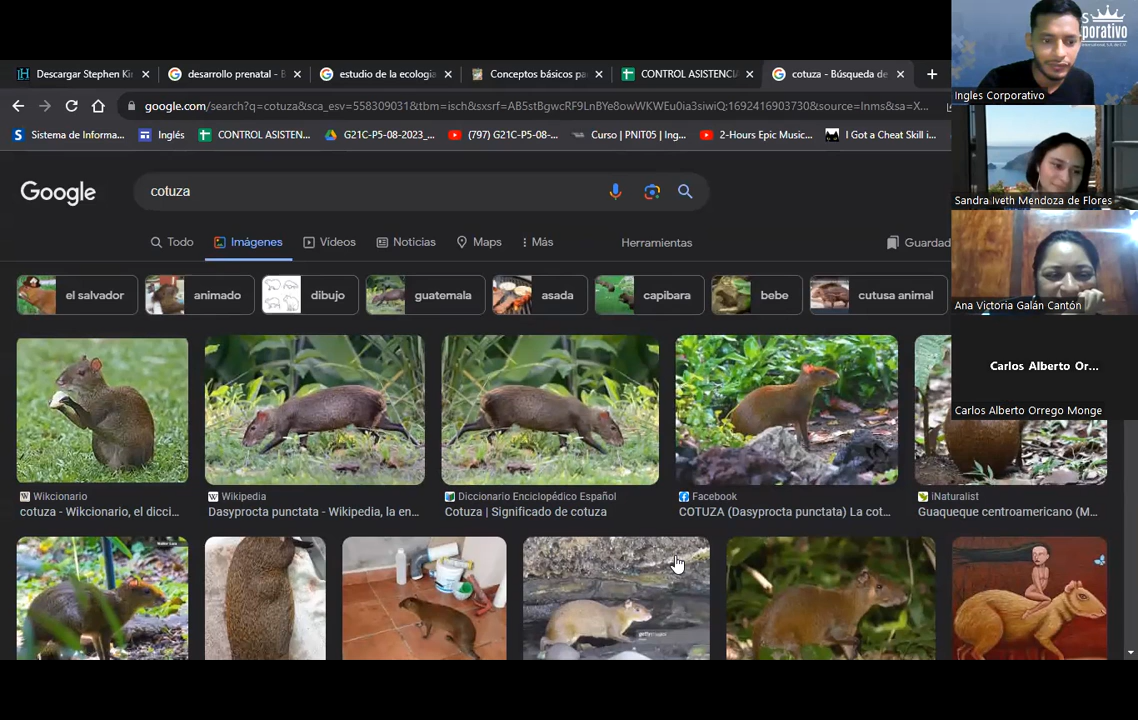 S
porativo
Ingles Corporativo
Descargar Stephen Kin
desarrollo prenatal - B
estudio de la ecología
Conceptos básicos pa
CONTROL ASISTENCIA
cotuza - Búsqueda de
google.com/search?q=cotuza&sca_esv=558309031&tbm=isch&sxsrf=AB5stBgwcRF9LnBYe8owWKWEu0ia3siwiQ:1692416903730&source=lnms&sa=X...
Sistema de Informa...
Inglés
CONTROL ASISTEN...
G21C-P5-08-2023_...
(797) G21C-P5-08-...
Curso | PNIT05 | Ing...
2-Hours Epic Music...
I Got a Cheat Skill i...
Sandra Iveth Mendoza de Flores
Google
cotuza
Todo
Imágenes
Videos
Noticias
Maps
Más
Herramientas
Guardad
el salvador
animado
dibujo
guatemala
asada
capibara
bebe
cutusa animal
Ana Victoria Galán Cantón
Carlos Alberto Or...
Carlos Alberto Orrego Monge
Wikcionario
cotuza - Wikcionario, el dicci...
Wikipedia
Dasyprocta punctata - Wikipedia, la en...
Diccionario Enciclopédico Español
Cotuza | Significado de cotuza
Facebook
COTUZA (Dasyprocta punctata) La cot...
iNaturalist
Guaqueque centroamericano (M...